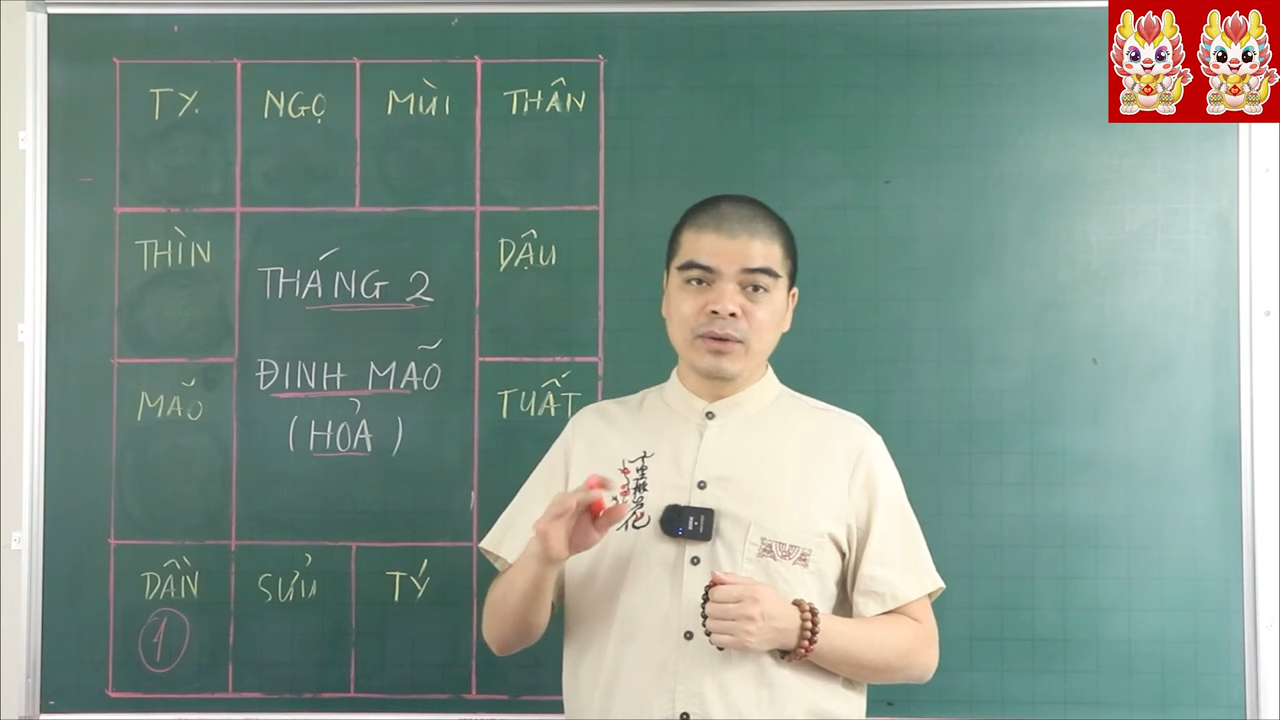 TỴ NGỌ MÙI THÂN
THÌN DẬU
THÁNG 2
ĐINH MÃO
MÃO TUẤT
(HỎA)
DẦN SỬU TÝ
1